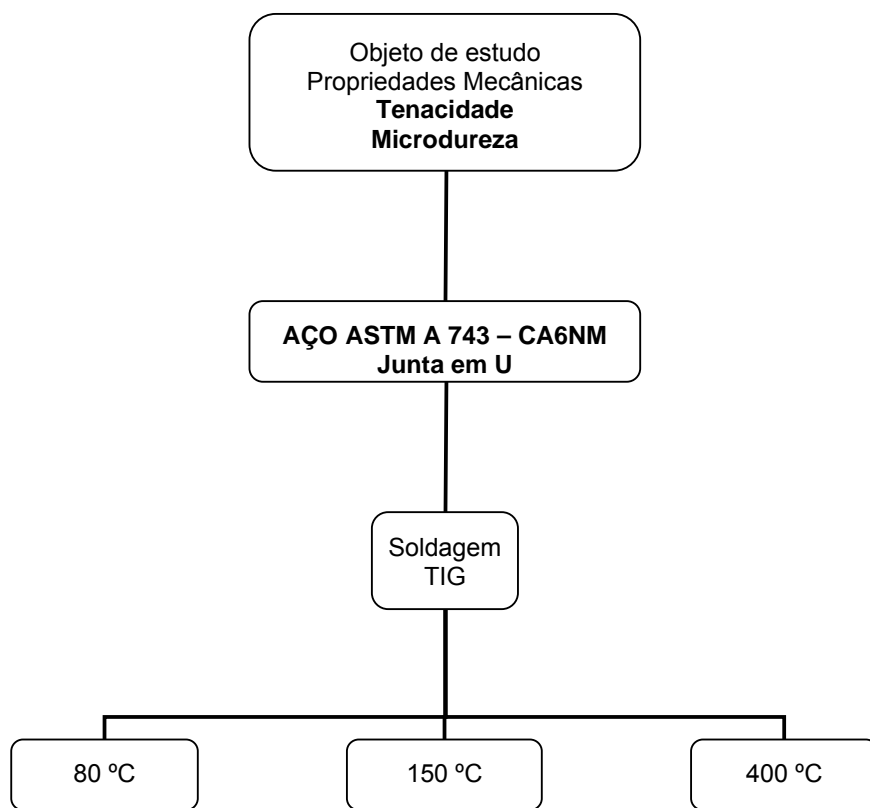 Objeto de estudo
Propriedades Mecânicas
Tenacidade
Microdureza
AÇO ASTM A 743 – CA6NM
Junta em U
Soldagem
TIG
80 ºC
150 ºC
400 ºC